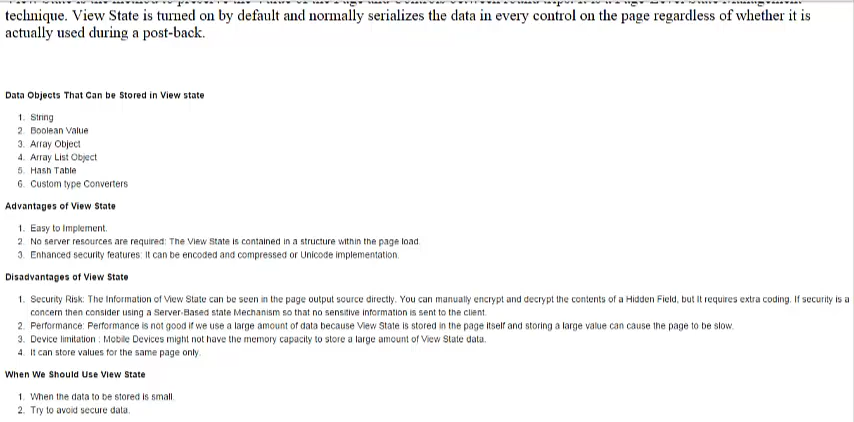 technique. View State is turned on by default and normally serializes the data in every control on the page regardless of whether it is
actually used during a post-back.
Data Objects That Can be Stored in View state
1. String
2. Boolean Value
3. Array Object
4. Array List Object
5. Hash Table
6. Custom type Converters
Advantages of View State
1. Easy to Implement.
2. No server resources are required: The View State is contained in a structure within the page load.
3. Enhanced security features: It can be encoded and compressed or Unicode implementation.
Disadvantages of View State
1. Security Risk: The Information of View State can be seen in the page output source directly. You can manually encrypt and decrypt the contents of a Hidden Field, but It requires extra coding. If security is a
concern then consider using a Server-Based state Mechanism so that no sensitive information is sent to the client.
2. Performance: Performance is not good if we use a large amount of data because View State is stored in the page itself and storing a large value can cause the page to be slow.
3. Device limitation : Mobile Devices might not have the memory capacity to store a large amount of View State data.
4. It can store values for the same page only.
When We Should Use View State
1. When the data to be stored is small.
2. Try to avoid secure data.